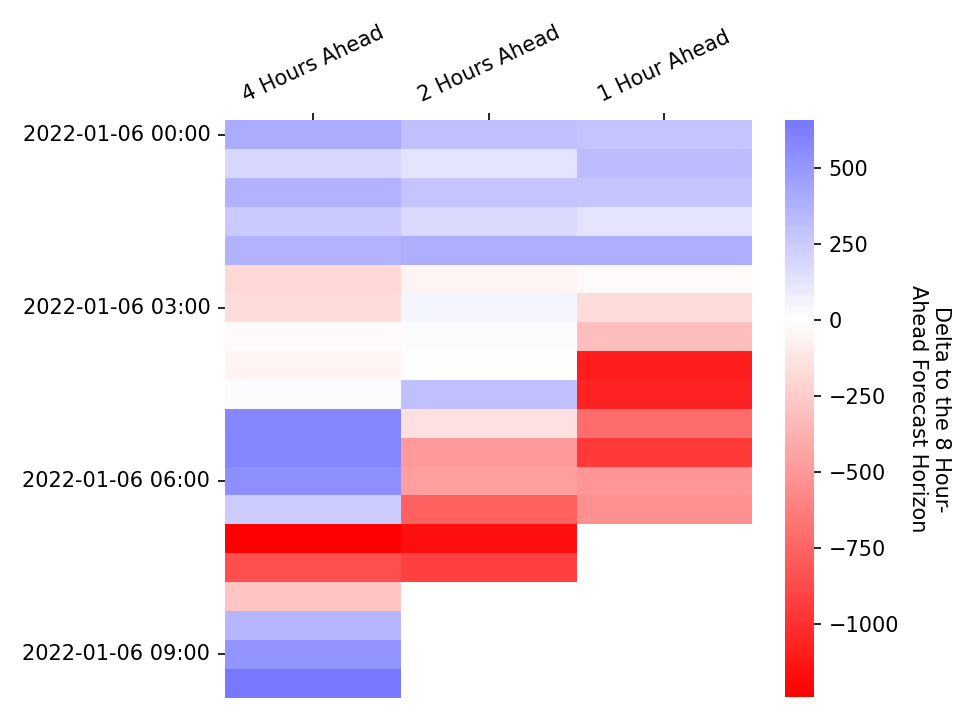 4 Hours Ahead
2 Hours Ahead
1 Hour Ahead
2022-01-06 00:00
2022-01-06 03:00
2022-01-06 06:00
2022-01-06 09:00
500
250
0
−250
−500
−750
−1000
Delta to the 8 Hour-
Ahead Forecast Horizon